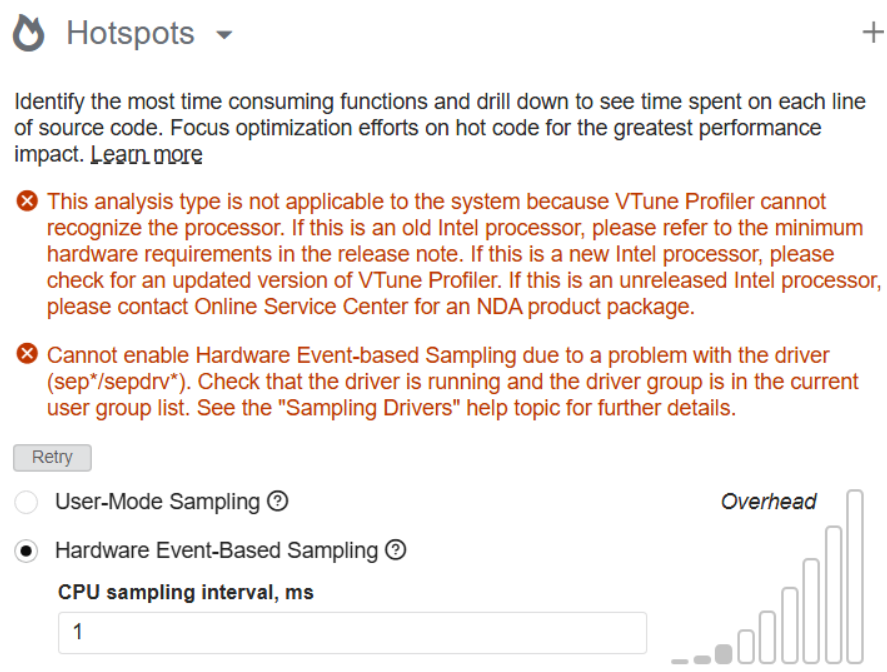 Hotspots
Identify the most time consuming functions and drill down to see time spent on each line
of source code. Focus optimization efforts on hot code for the greatest performance
impact. Learn more
This analysis type is not applicable to the system because VTune Profiler cannot
recognize the processor. If this is an old Intel processor, please refer to the minimum
hardware requirements in the release note. If this is a new Intel processor, please
check for an updated version of VTune Profiler. If this is an unreleased Intel processor,
please contact Online Service Center for an NDA product package.
Cannot enable Hardware Event-based Sampling due to a problem with the driver
(sep*/sepdrv*). Check that the driver is running and the driver group is in the current
user group list. See the "Sampling Drivers" help topic for further details.
Retry
User-Mode Sampling
Overhead
Hardware Event-Based Sampling
CPU sampling interval, ms
1